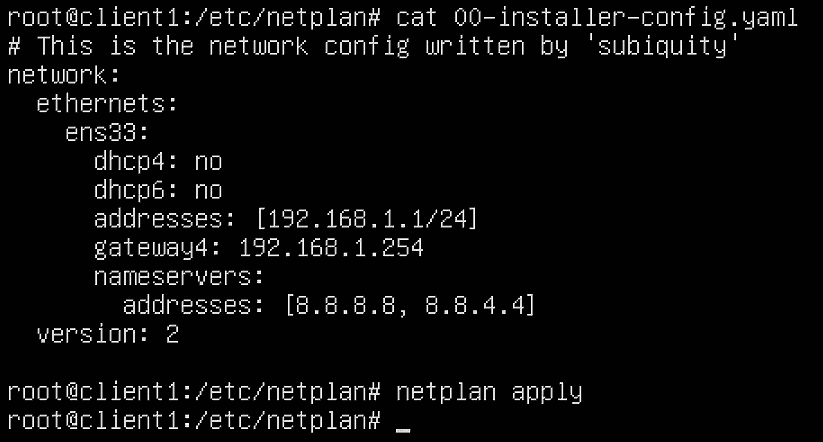 root@client1:/etc/netplan# cat 00-installer-config.yaml
# This is the network config written by 'subiquity'
network:
  ethernets:
    ens33:
      dhcp4: no
      dhcp6: no
      addresses: [192.168.1.1/24]
      gateway4: 192.168.1.254
      nameservers:
        addresses: [8.8.8.8, 8.8.4.4]
  version: 2

root@client1:/etc/netplan# netplan apply
root@client1:/etc/netplan# _